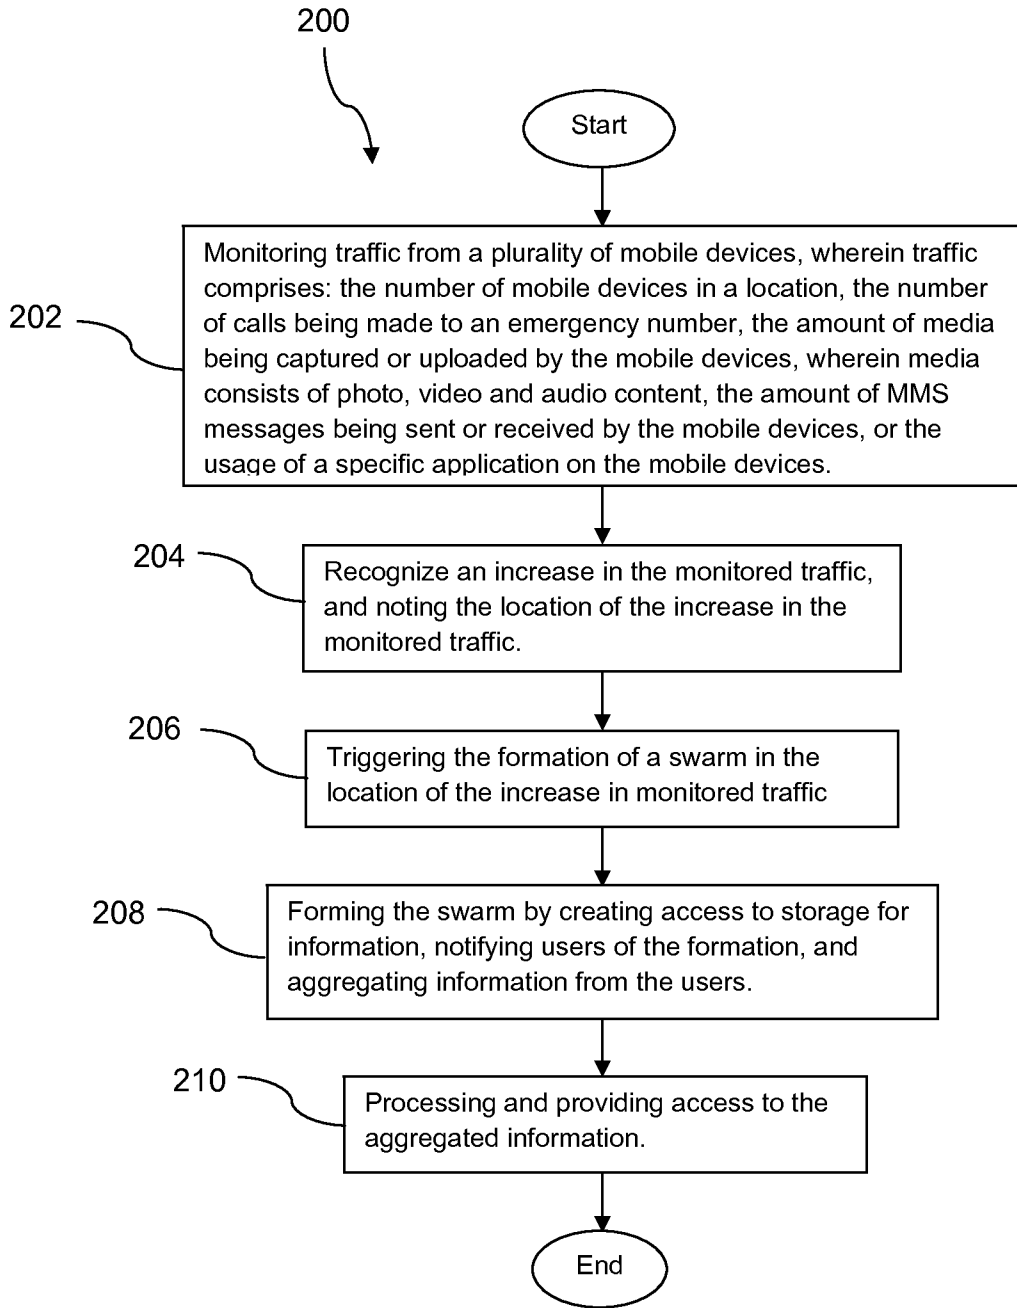 200
Start
202
Monitoring traffic from a plurality of mobile devices, wherein traffic
comprises: the number of mobile devices in a location, the number
of calls being made to an emergency number, the amount of media
being captured or uploaded by the mobile devices, wherein media
consists of photo, video and audio content, the amount of MMS
messages being sent or received by the mobile devices, or the
usage of a specific application on the mobile devices.
204
Recognize an increase in the monitored traffic,
and noting the location of the increase in the
monitored traffic.
206
Triggering the formation of a swarm in the
location of the increase in monitored traffic
208
Forming the swarm by creating access to storage for
information, notifying users of the formation, and
aggregating information from the users.
210
Processing and providing access to the
aggregated information.
End